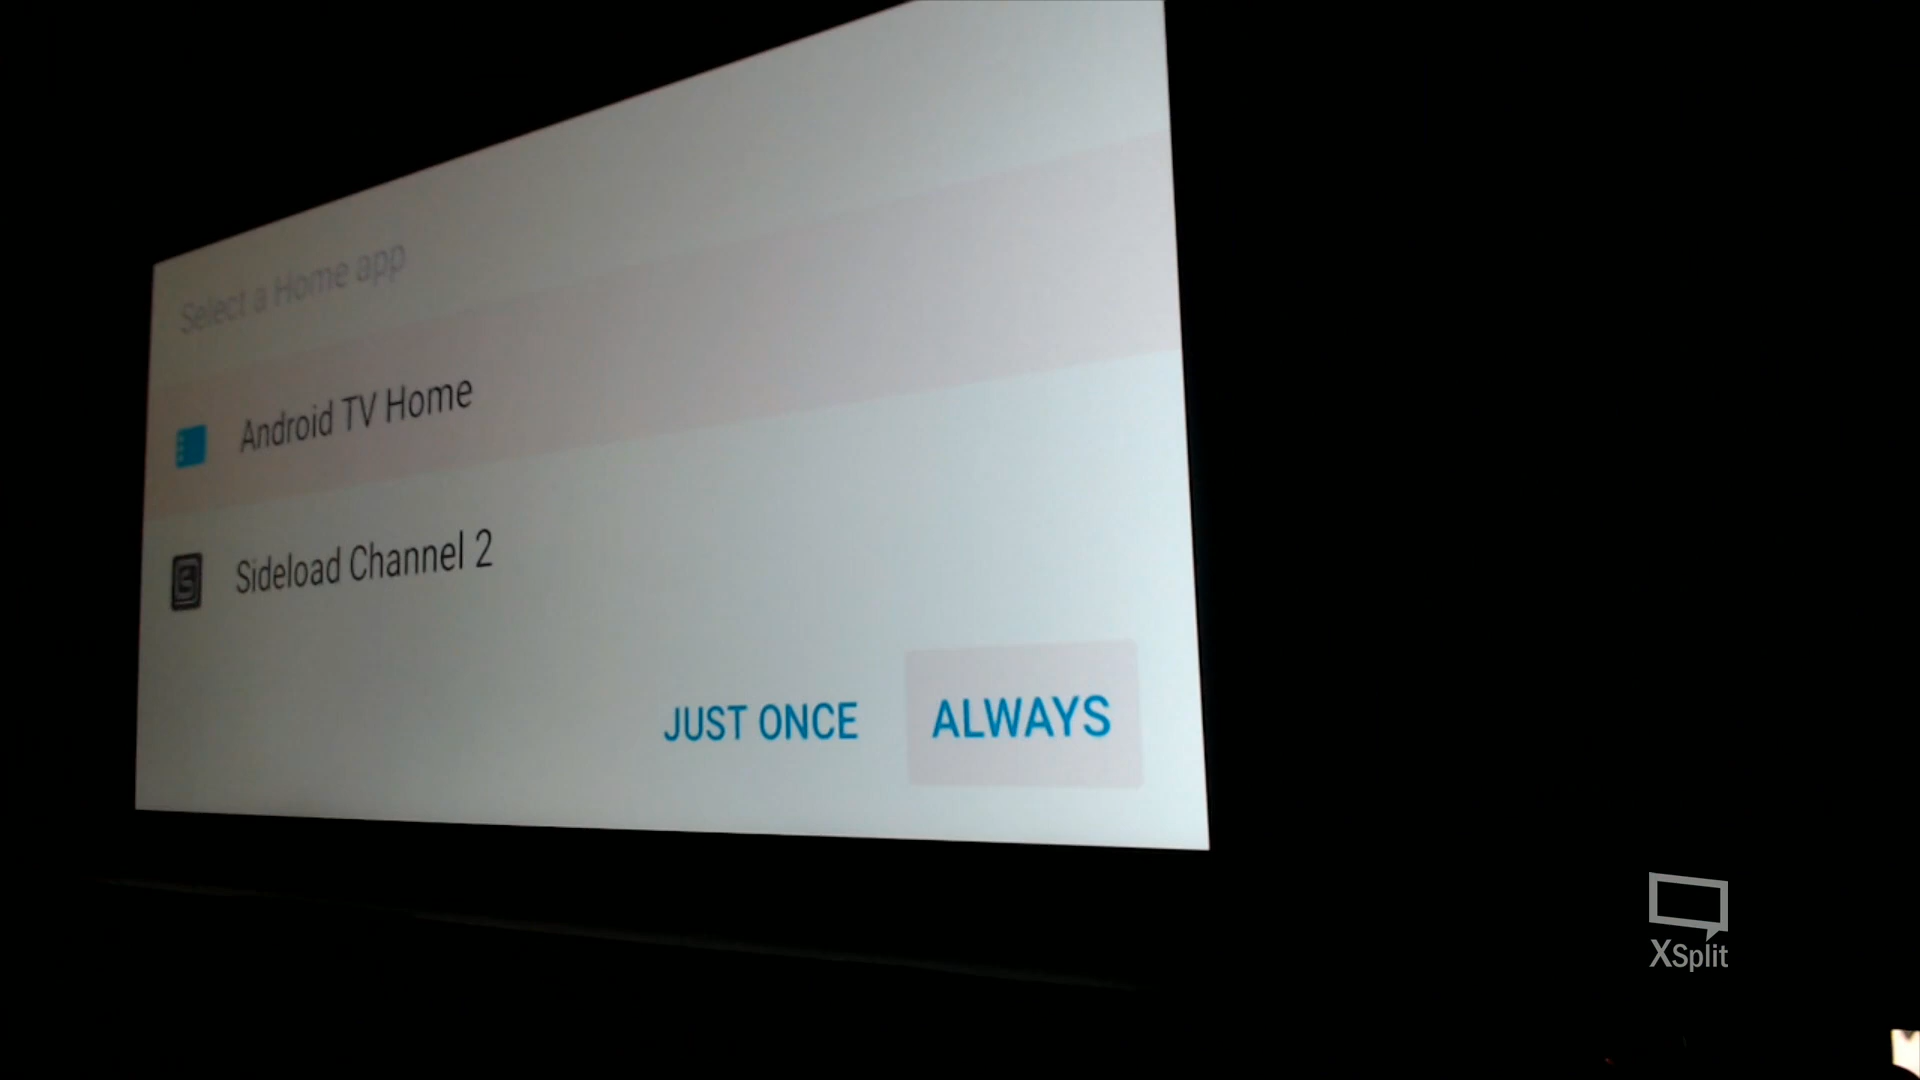 Select a Home app
Android TV Home
Sideload Channel 2
JUST ONCE
ALWAYS
XSplit